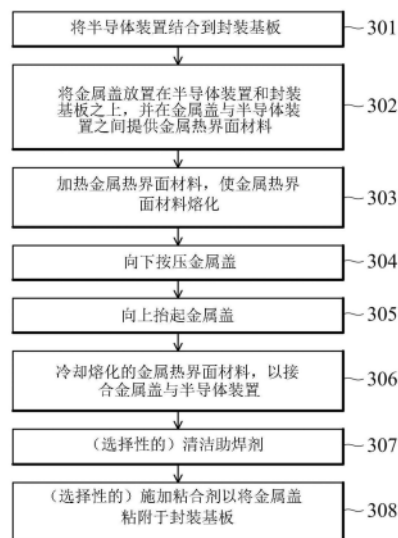 将半导体装置结合到封装基板
301
将金属盖放置在半导体装置和封装
基板之上，并在金属盖与半导体装
置之间提供金属热界面材料
302
加热金属热界面材料，使金属热界
面材料熔化
303
向下按压金属盖
304
向上抬起金属盖
305
冷却熔化的金属热界面材料，以接
合金属盖与半导体装置
306
（选择性的）清洁助焊剂
307
（选择性的）施加粘合剂以将金属盖
粘附于封装基板
308